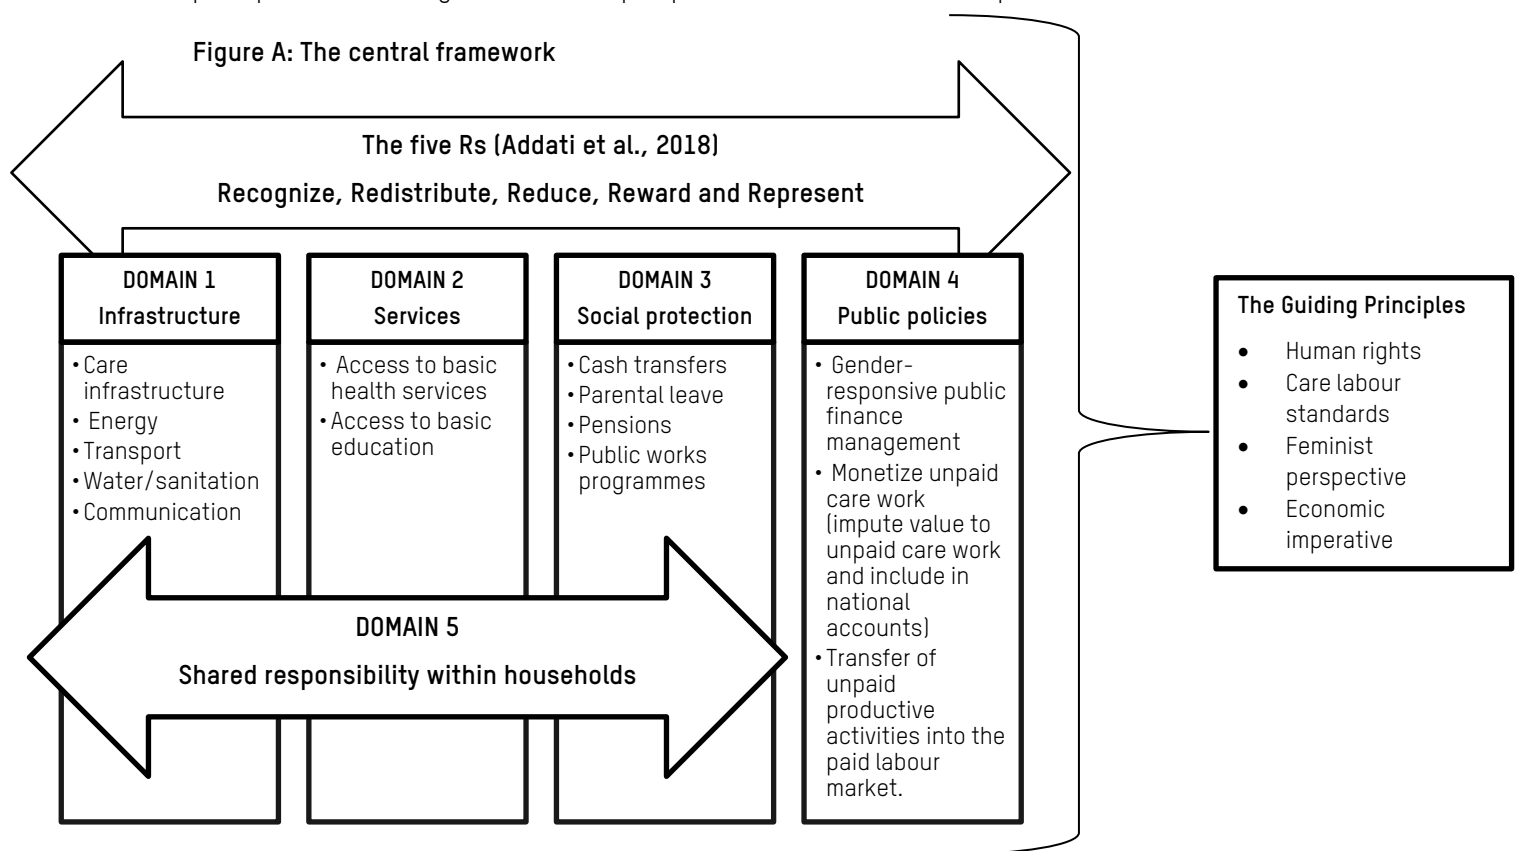 Figure A: The central framework
The five Rs (Addati et al., 2018)
Recognize, Redistribute, Reduce, Reward and Represent
DOMAIN 1
Infrastructure
• Care
infrastructure
• Energy
• Transport
• Water/sanitation
• Communication
DOMAIN 2
Services
• Access to basic
health services
• Access to basic
education
DOMAIN 3
Social protection
• Cash transfers
• Parental leave
• Pensions
• Public works
programmes
DOMAIN 4
Public policies
• Gender-
responsive public
finance
management
• Monetize unpaid
care work
(impute value to
unpaid care work
and include in
national
accounts)
• Transfer of
unpaid
productive
activities into the
paid labour
market.
DOMAIN 5
Shared responsibility within households
The Guiding Principles
● Human rights
● Care labour
standards
● Feminist
perspective
● Economic
imperative